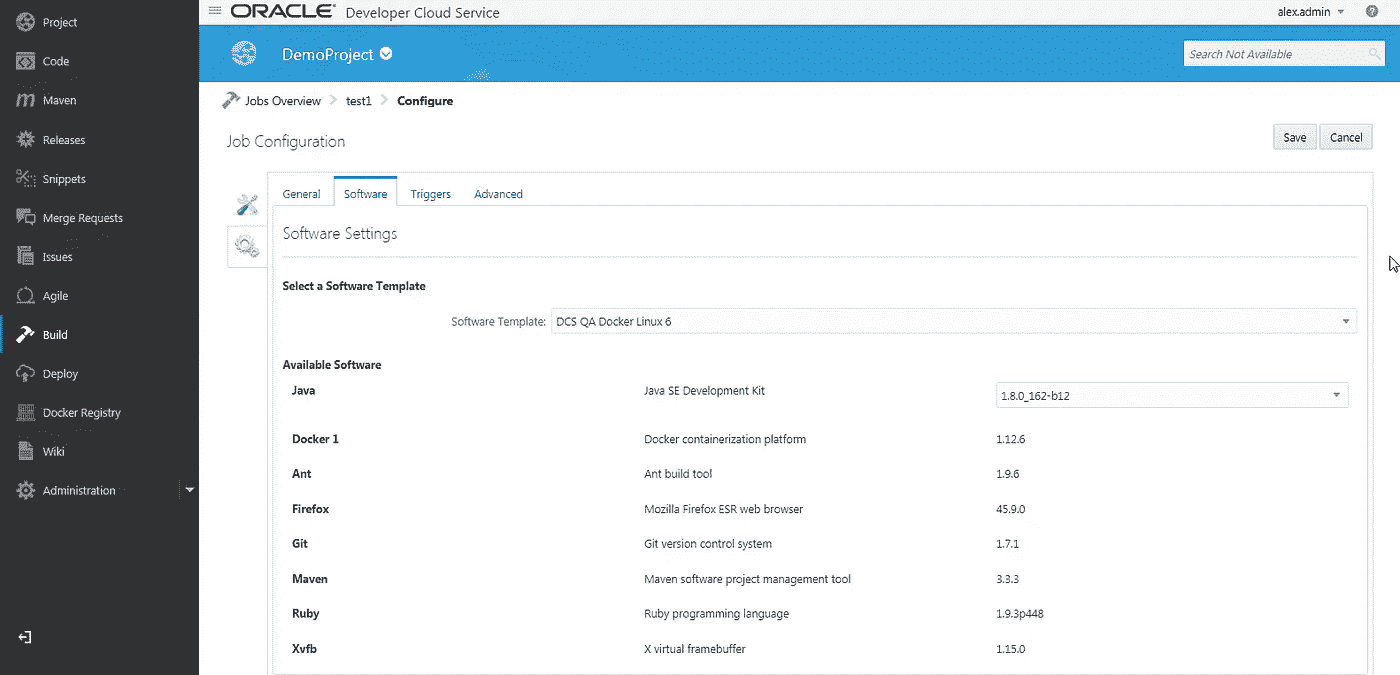 ORACLE® Developer Cloud Service
alex.admin
DemoProject
Search Not Available
Project
Code
Maven
Releases
Snippets
Merge Requests
Issues
Agile
Build
Deploy
Docker Registry
Wiki
Administration
Jobs Overview > test1 > Configure
Job Configuration
Save Cancel
General Software Triggers Advanced
Software Settings
Select a Software Template
Software Template: DCS QA Docker Linux 6
Available Software
Java Java SE Development Kit 1.8.0_162-b12
Docker 1 Docker containerization platform 1.12.6
Ant Ant build tool 1.9.6
Firefox Mozilla Firefox ESR web browser 45.9.0
Git Git version control system 1.7.1
Maven Maven software project management tool 3.3.3
Ruby Ruby programming language 1.9.3p448
Xvfb X virtual framebuffer 1.15.0